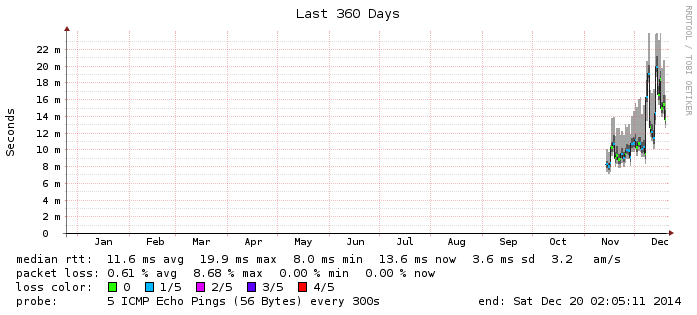 Last 360 Days
RRDTOOL / TOBI OETIKER
Seconds
22 m
20 m
18 m
16 m
14 m
12 m
10 m
8 m
6 m
4 m
2 m
0
Jan Feb Mar Apr May Jun Jul Aug Sep Oct Nov Dec
median rtt: 11.6 ms avg 19.9 ms max 8.0 ms min 13.6 ms now 3.6 ms sd 3.2 am/s
packet loss: 0.61 % avg 8.68 % max 0.00 % min 0.00 % now
loss color: 0 1/5 2/5 3/5 4/5
probe: 5 ICMP Echo Pings (56 Bytes) every 300s end: Sat Dec 20 02:05:11 2014